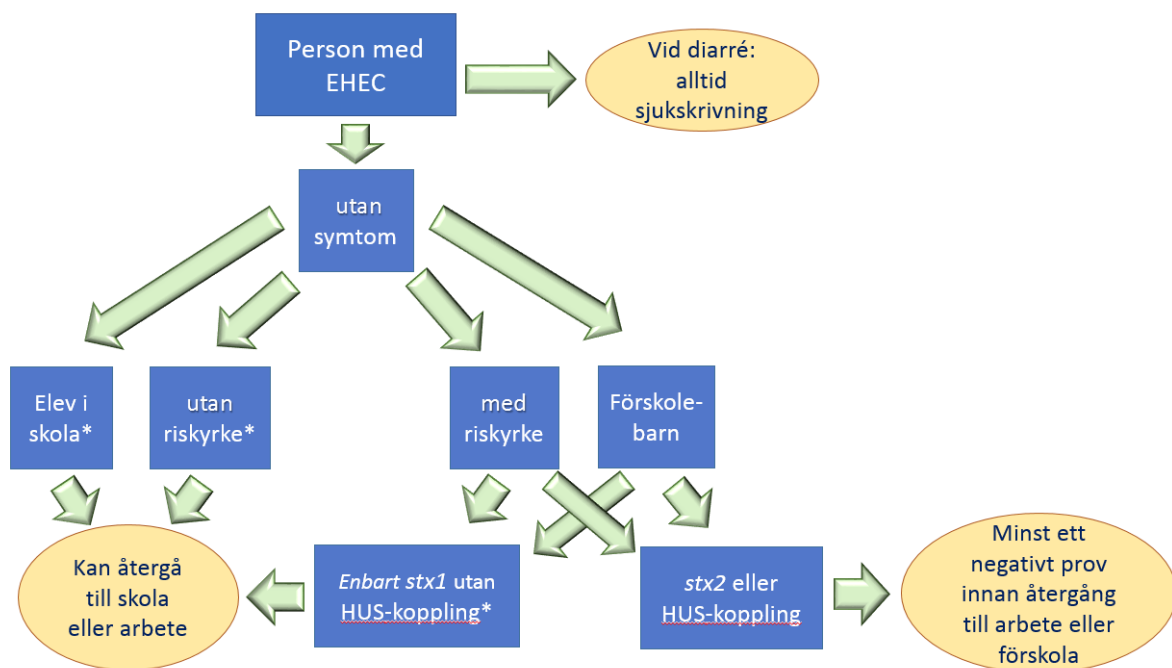 Person med
EHEC
Vid diarré:
alltid
sjukskrivning
utan
symtom
Elev i
skola*
utan
riskyrke*
med
riskyrke
Förskole-
barn
Kan återgå
till skola
eller arbete
Enbart stx1 utan
HUS-koppling*
stx2 eller
HUS-koppling
Minst ett
negativt prov
innan återgång
till arbete eller
förskola